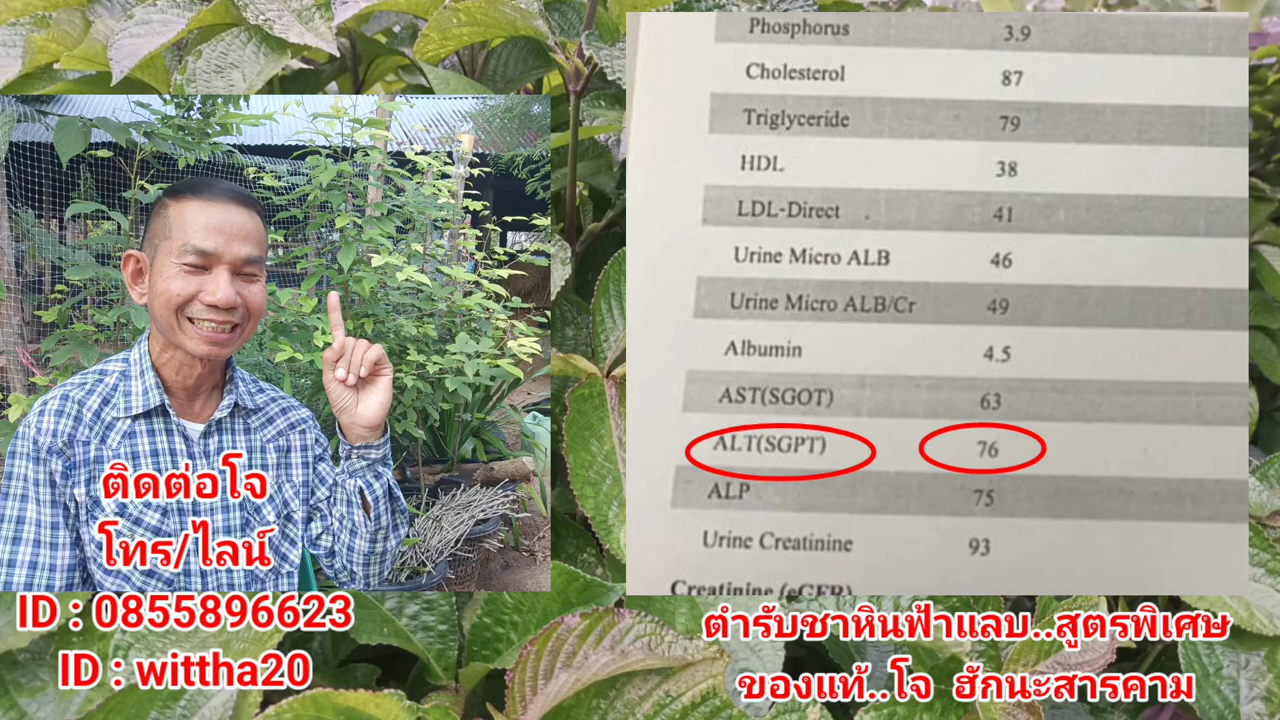 ติดต่อโจ
โทร/ไลน์
ID : 0855896623
ID : wittha20
Phosphorus 3.9
Cholesterol 87
Triglyceride 79
HDL 38
LDL-Direct 41
Urine Micro ALB 46
Urine Micro ALB/Cr 49
Albumin 4.5
AST(SGOT) 63
ALT(SGPT) 76
ALP 75
Urine Creatinine 93
Creatinine (eGFR)
ตำรับชาหินฟ้าแลบ..สูตรพิเศษ
ของแท้..โจ ฮักนะสารคาม